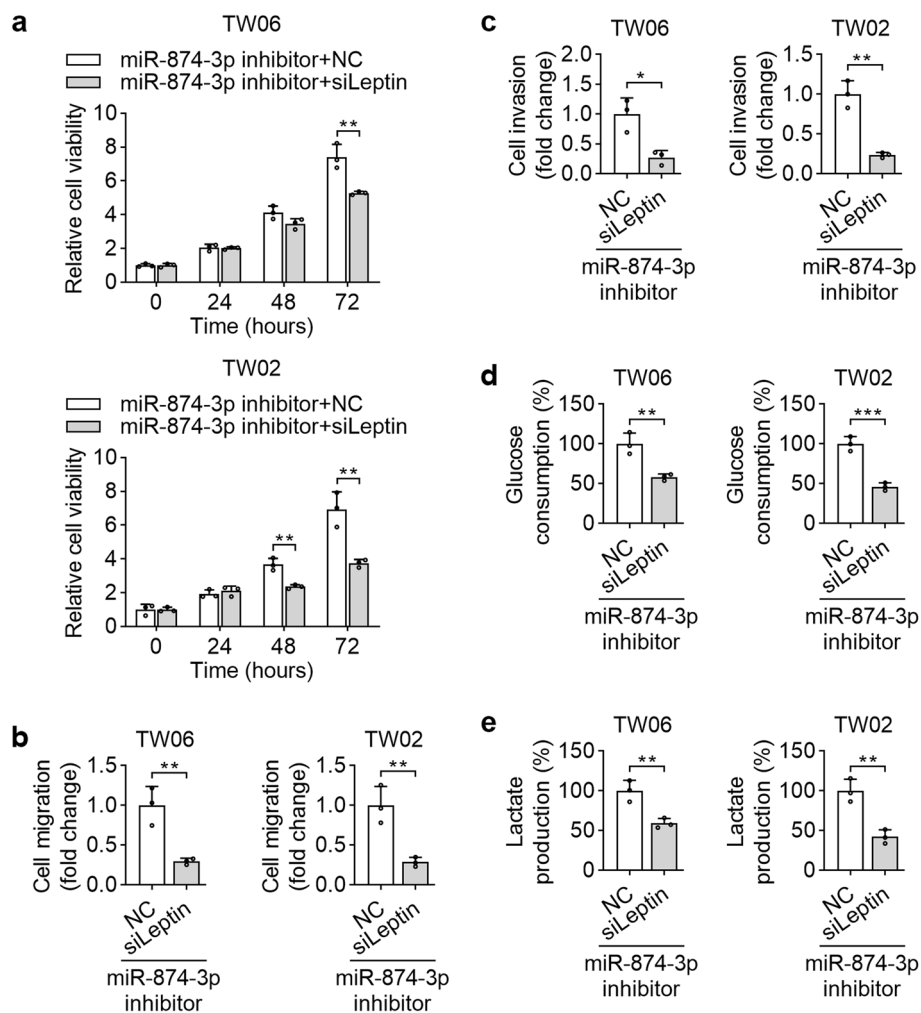 a
TW06
miR-874-3p inhibitor+NC
miR-874-3p inhibitor+siLeptin
Relative cell viability
10
8
6
4
2
0
**
0 24 48 72
Time (hours)
TW02
miR-874-3p inhibitor+NC
miR-874-3p inhibitor+siLeptin
Relative cell viability
10
8
6
4
2
0
**
**
0 24 48 72
Time (hours)
b
TW06
Cell migration
(fold change)
1.5
1.0
0.5
0.0
**
NC
siLeptin
miR-874-3p
inhibitor
TW02
Cell migration
(fold change)
1.5
1.0
0.5
0.0
**
NC
siLeptin
miR-874-3p
inhibitor
c
TW06
Cell invasion
(fold change)
2.0
1.5
1.0
0.5
0.0
*
NC
siLeptin
miR-874-3p
inhibitor
TW02
Cell invasion
(fold change)
1.5
1.0
0.5
0.0
**
NC
siLeptin
miR-874-3p
inhibitor
d
TW06
Glucose
consumption (%)
150
100
50
0
**
NC
siLeptin
miR-874-3p
inhibitor
TW02
Glucose
consumption (%)
150
100
50
0
***
NC
siLeptin
miR-874-3p
inhibitor
e
TW06
Lactate
production (%)
150
100
50
0
**
NC
siLeptin
miR-874-3p
inhibitor
TW02
Lactate
production (%)
150
100
50
0
**
NC
siLeptin
miR-874-3p
inhibitor